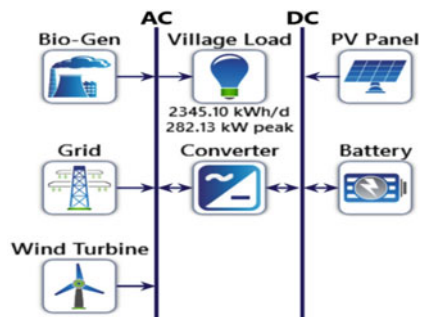 AC DC
Bio-Gen Village Load PV Panel
2345.10 kWh/d
282.13 kW peak
Grid Converter Battery
Wind Turbine